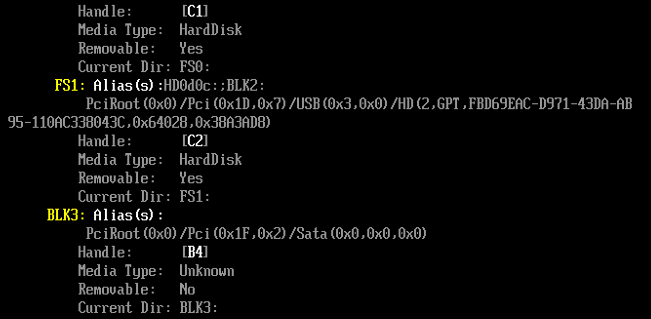 Handle: [C1]
Media Type: HardDisk
Removable: Yes
Current Dir: FS0:
FS1: Alias(s):HD0d0c:;BLK2:
PciRoot(0x0)/Pci(0x1D,0x7)/USB(0x3,0x0)/HD(2,GPT,FBD69EAC-D971-43DA-AB
95-110AC338043C,0x64028,0x38A3AD8)
Handle: [C2]
Media Type: HardDisk
Removable: Yes
Current Dir: FS1:
BLK3: Alias(s):
PciRoot(0x0)/Pci(0x1F,0x2)/Sata(0x0,0x0,0x0)
Handle: [B4]
Media Type: Unknown
Removable: No
Current Dir: BLK3: